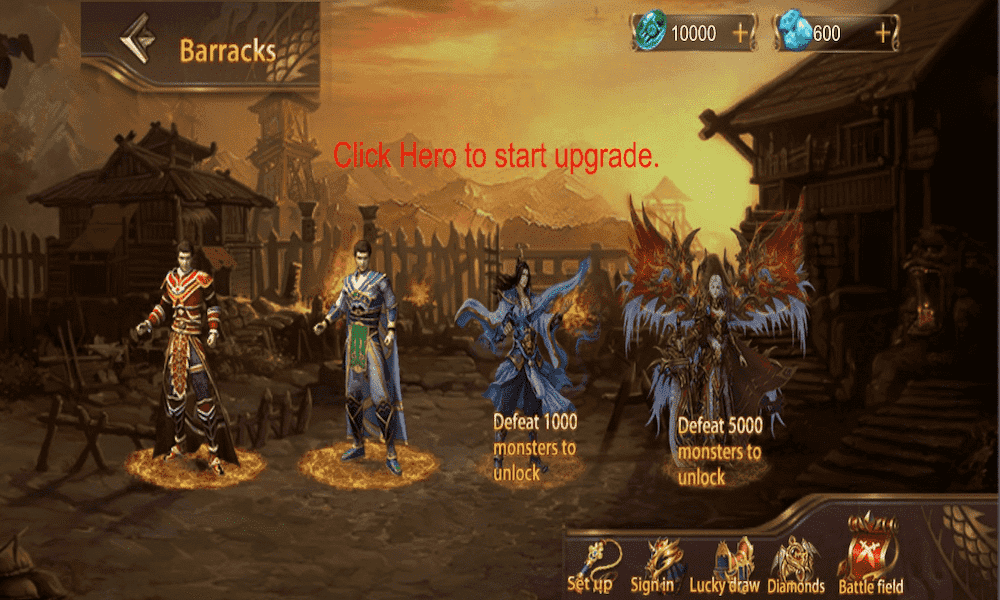 Barracks
10000
600
Click Hero to start upgrade.
Defeat 1000
monsters to
unlock
Defeat 5000
monsters to
unlock
Set up
Sign in
Lucky draw
Diamonds
Battle field